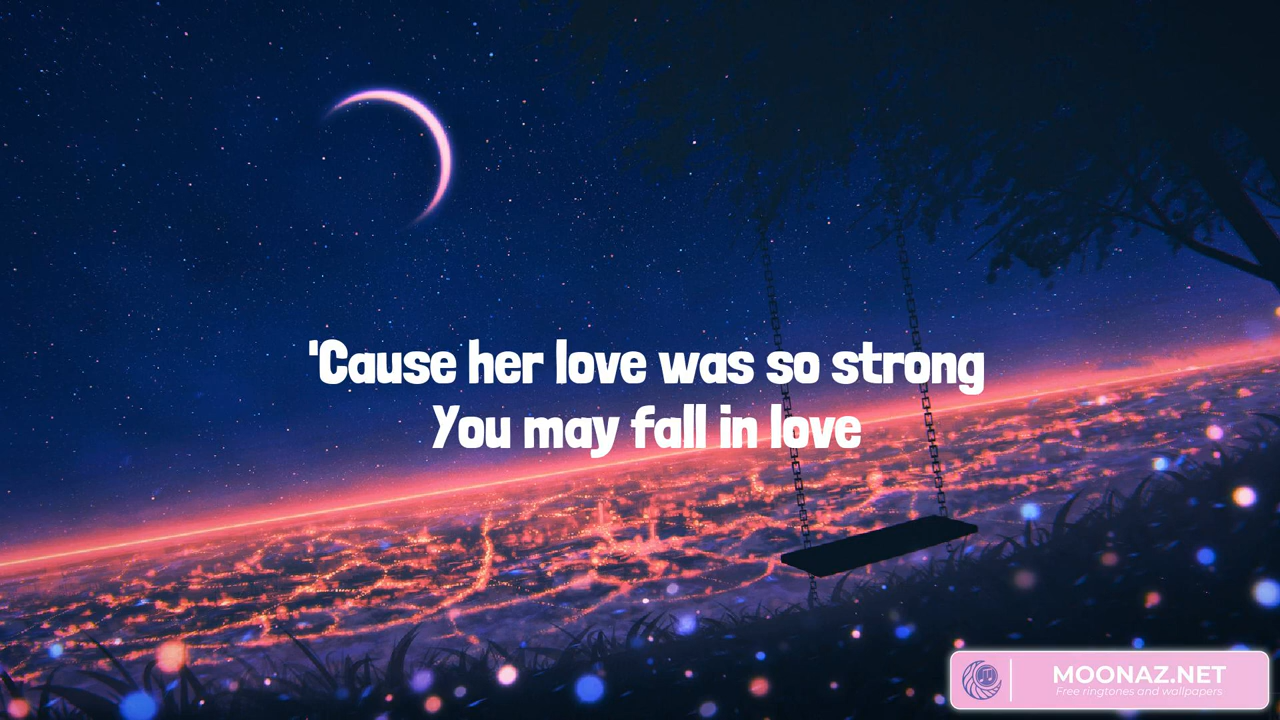 'Cause her love was so strong
You may fall in love
MOONAZ.NET
Free ringtones and wallpapers